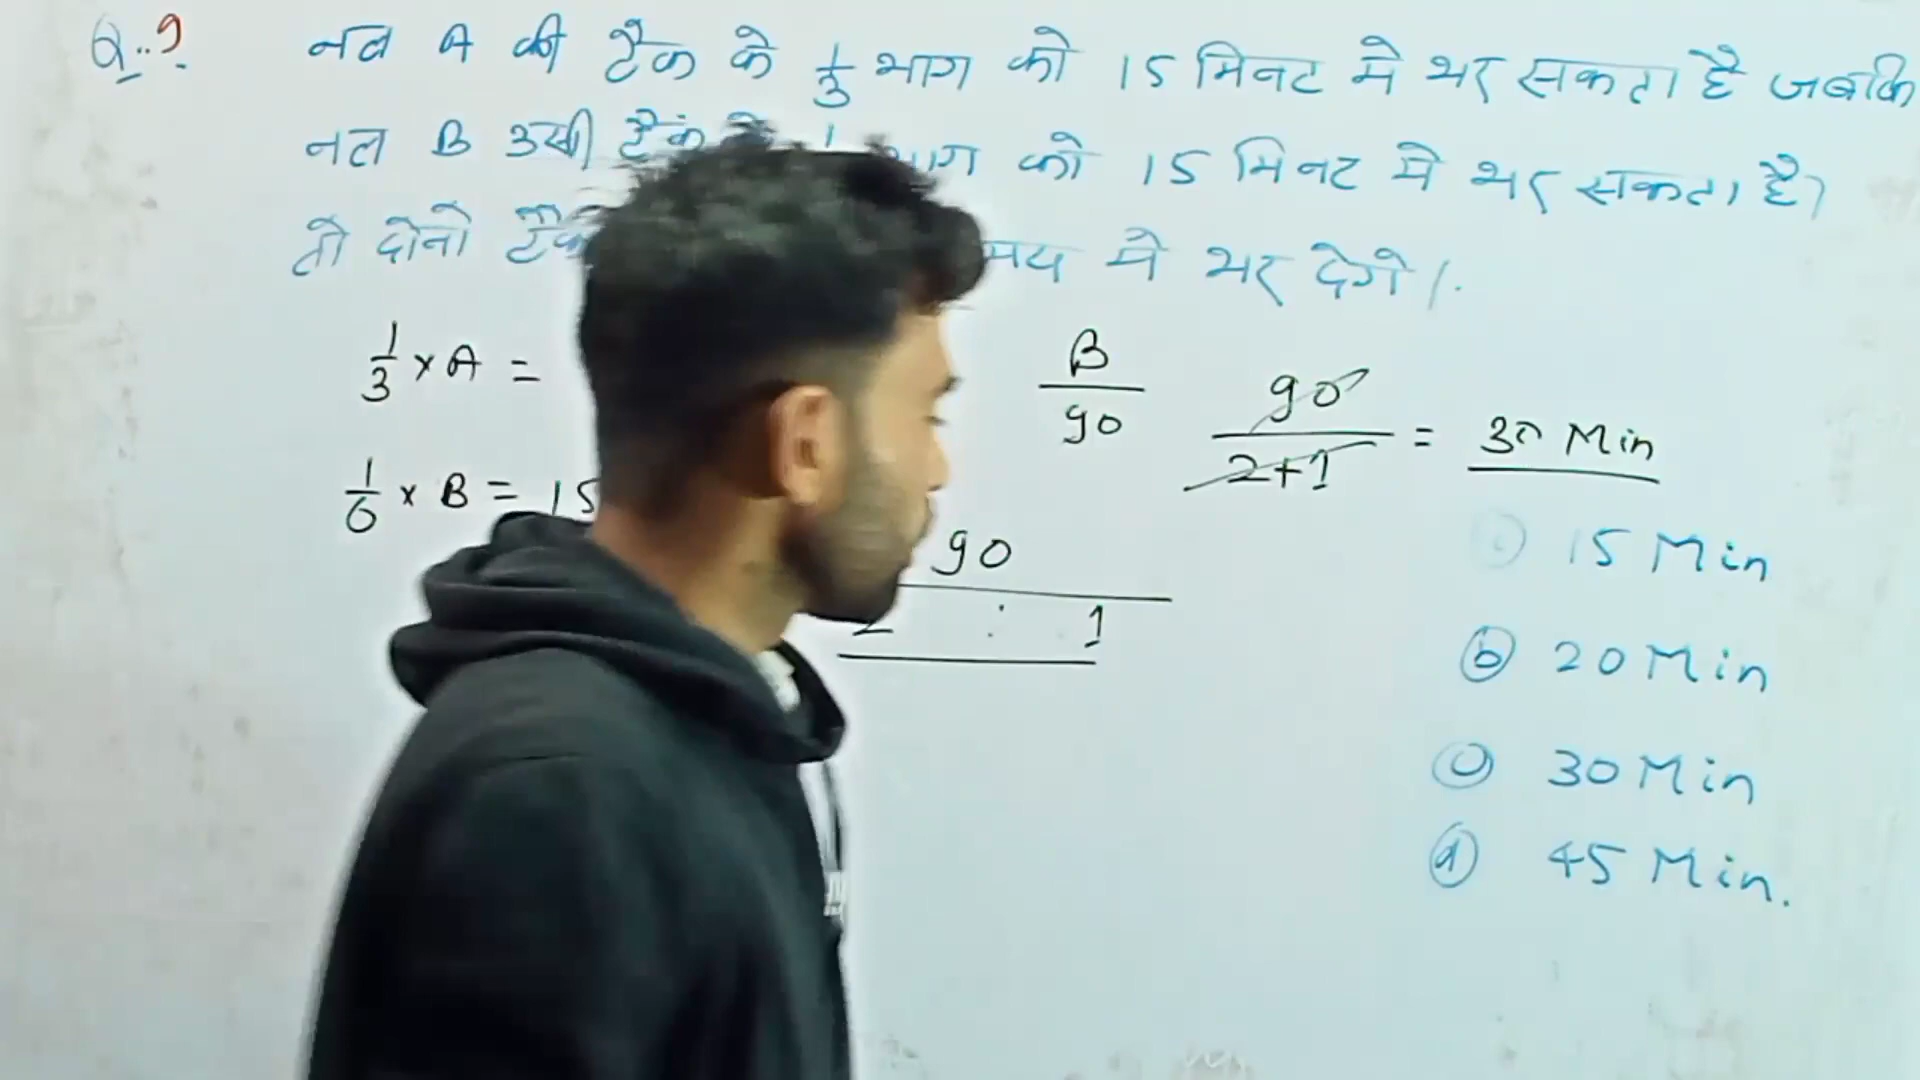 Q..9
नल A की टैंक के 1/3 भाग को 15 मिनट मे भर सकता है जबकि
नल B उसी टैंक भाग को 15 मिनट मे भर सकता है।
तो दोनो मे भर देगे।.
1/3 × A =
1/6 × B = 15
B/90
90/2+1 = 30 Min
90
2 : 1
15 Min
(b) 20 Min
(c) 30 Min
(d) 45 Min.